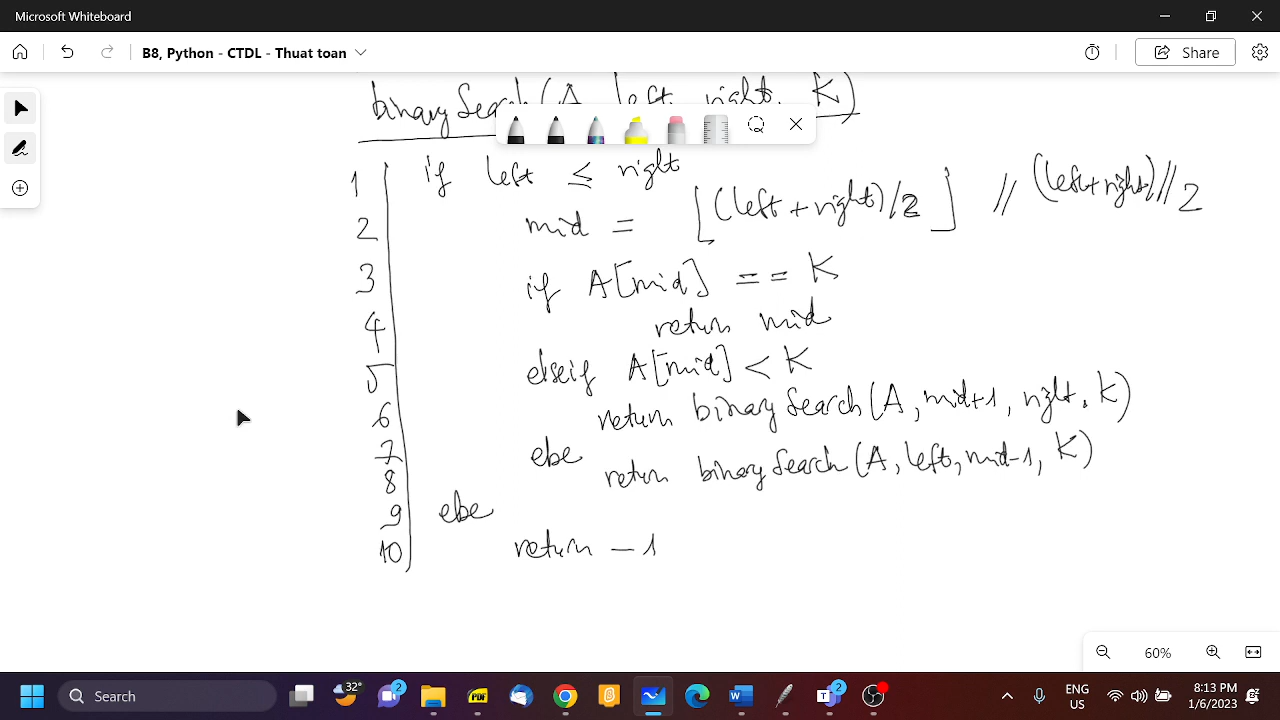 Microsoft Whiteboard
B8, Python - CTDL - Thuat toan
Share
binarySearch(A, left, right, K)
1 if left ≤ right
2 mid = ⌊(left + right)/2⌋ // (left+right)//2
3 if A[mid] == K
4 return mid
5 elseif A[mid] < K
6 return binarySearch(A, mid+1, right, K)
7 else
8 return binarySearch(A, left, mid-1, K)
9 else
10 return -1
60%
Search
32°
2
PDF
2
ENG
US
8:13 PM
1/6/2023